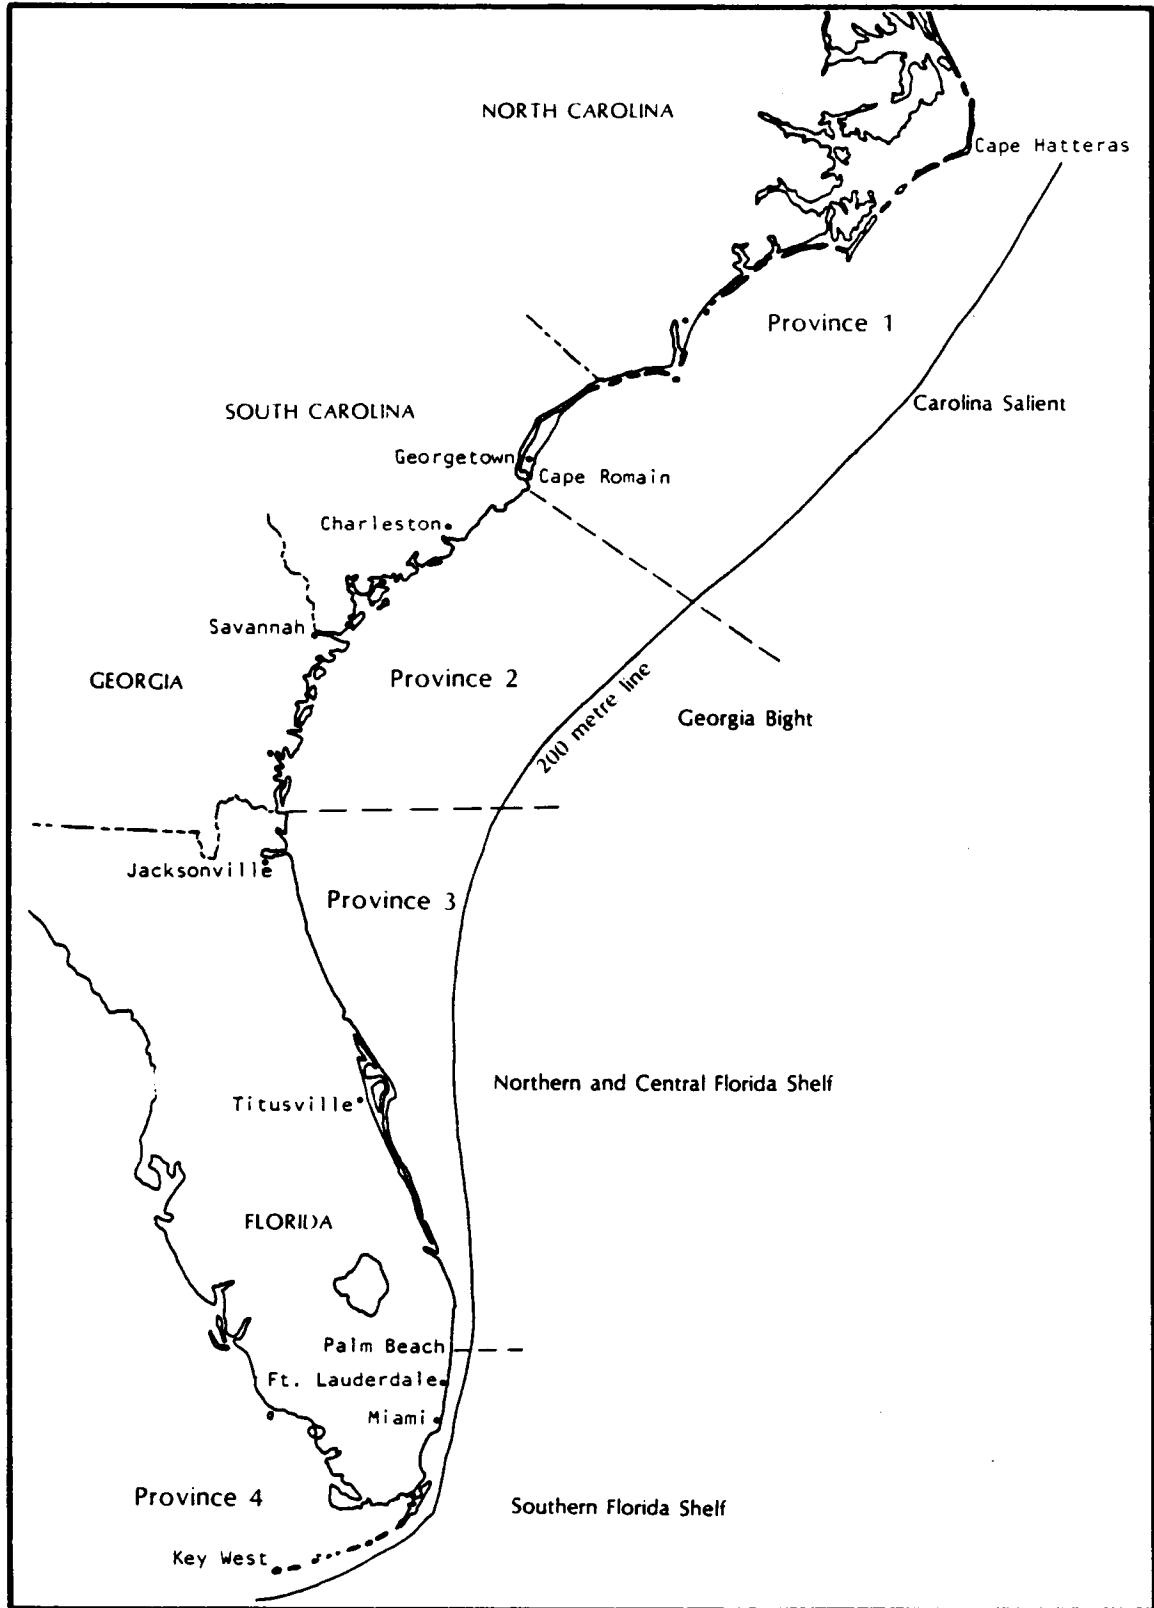 NORTH CAROLINA
Cape Hatteras
Province 1
Carolina Salient
SOUTH CAROLINA
Georgetown
Cape Romain
Charleston
Savannah
GEORGIA
Province 2
200 metre line
Georgia Bight
Jacksonville
Province 3
Northern and Central Florida Shelf
Titusville
FLORIDA
Palm Beach
Ft. Lauderdale
Miami
Province 4
Southern Florida Shelf
Key West